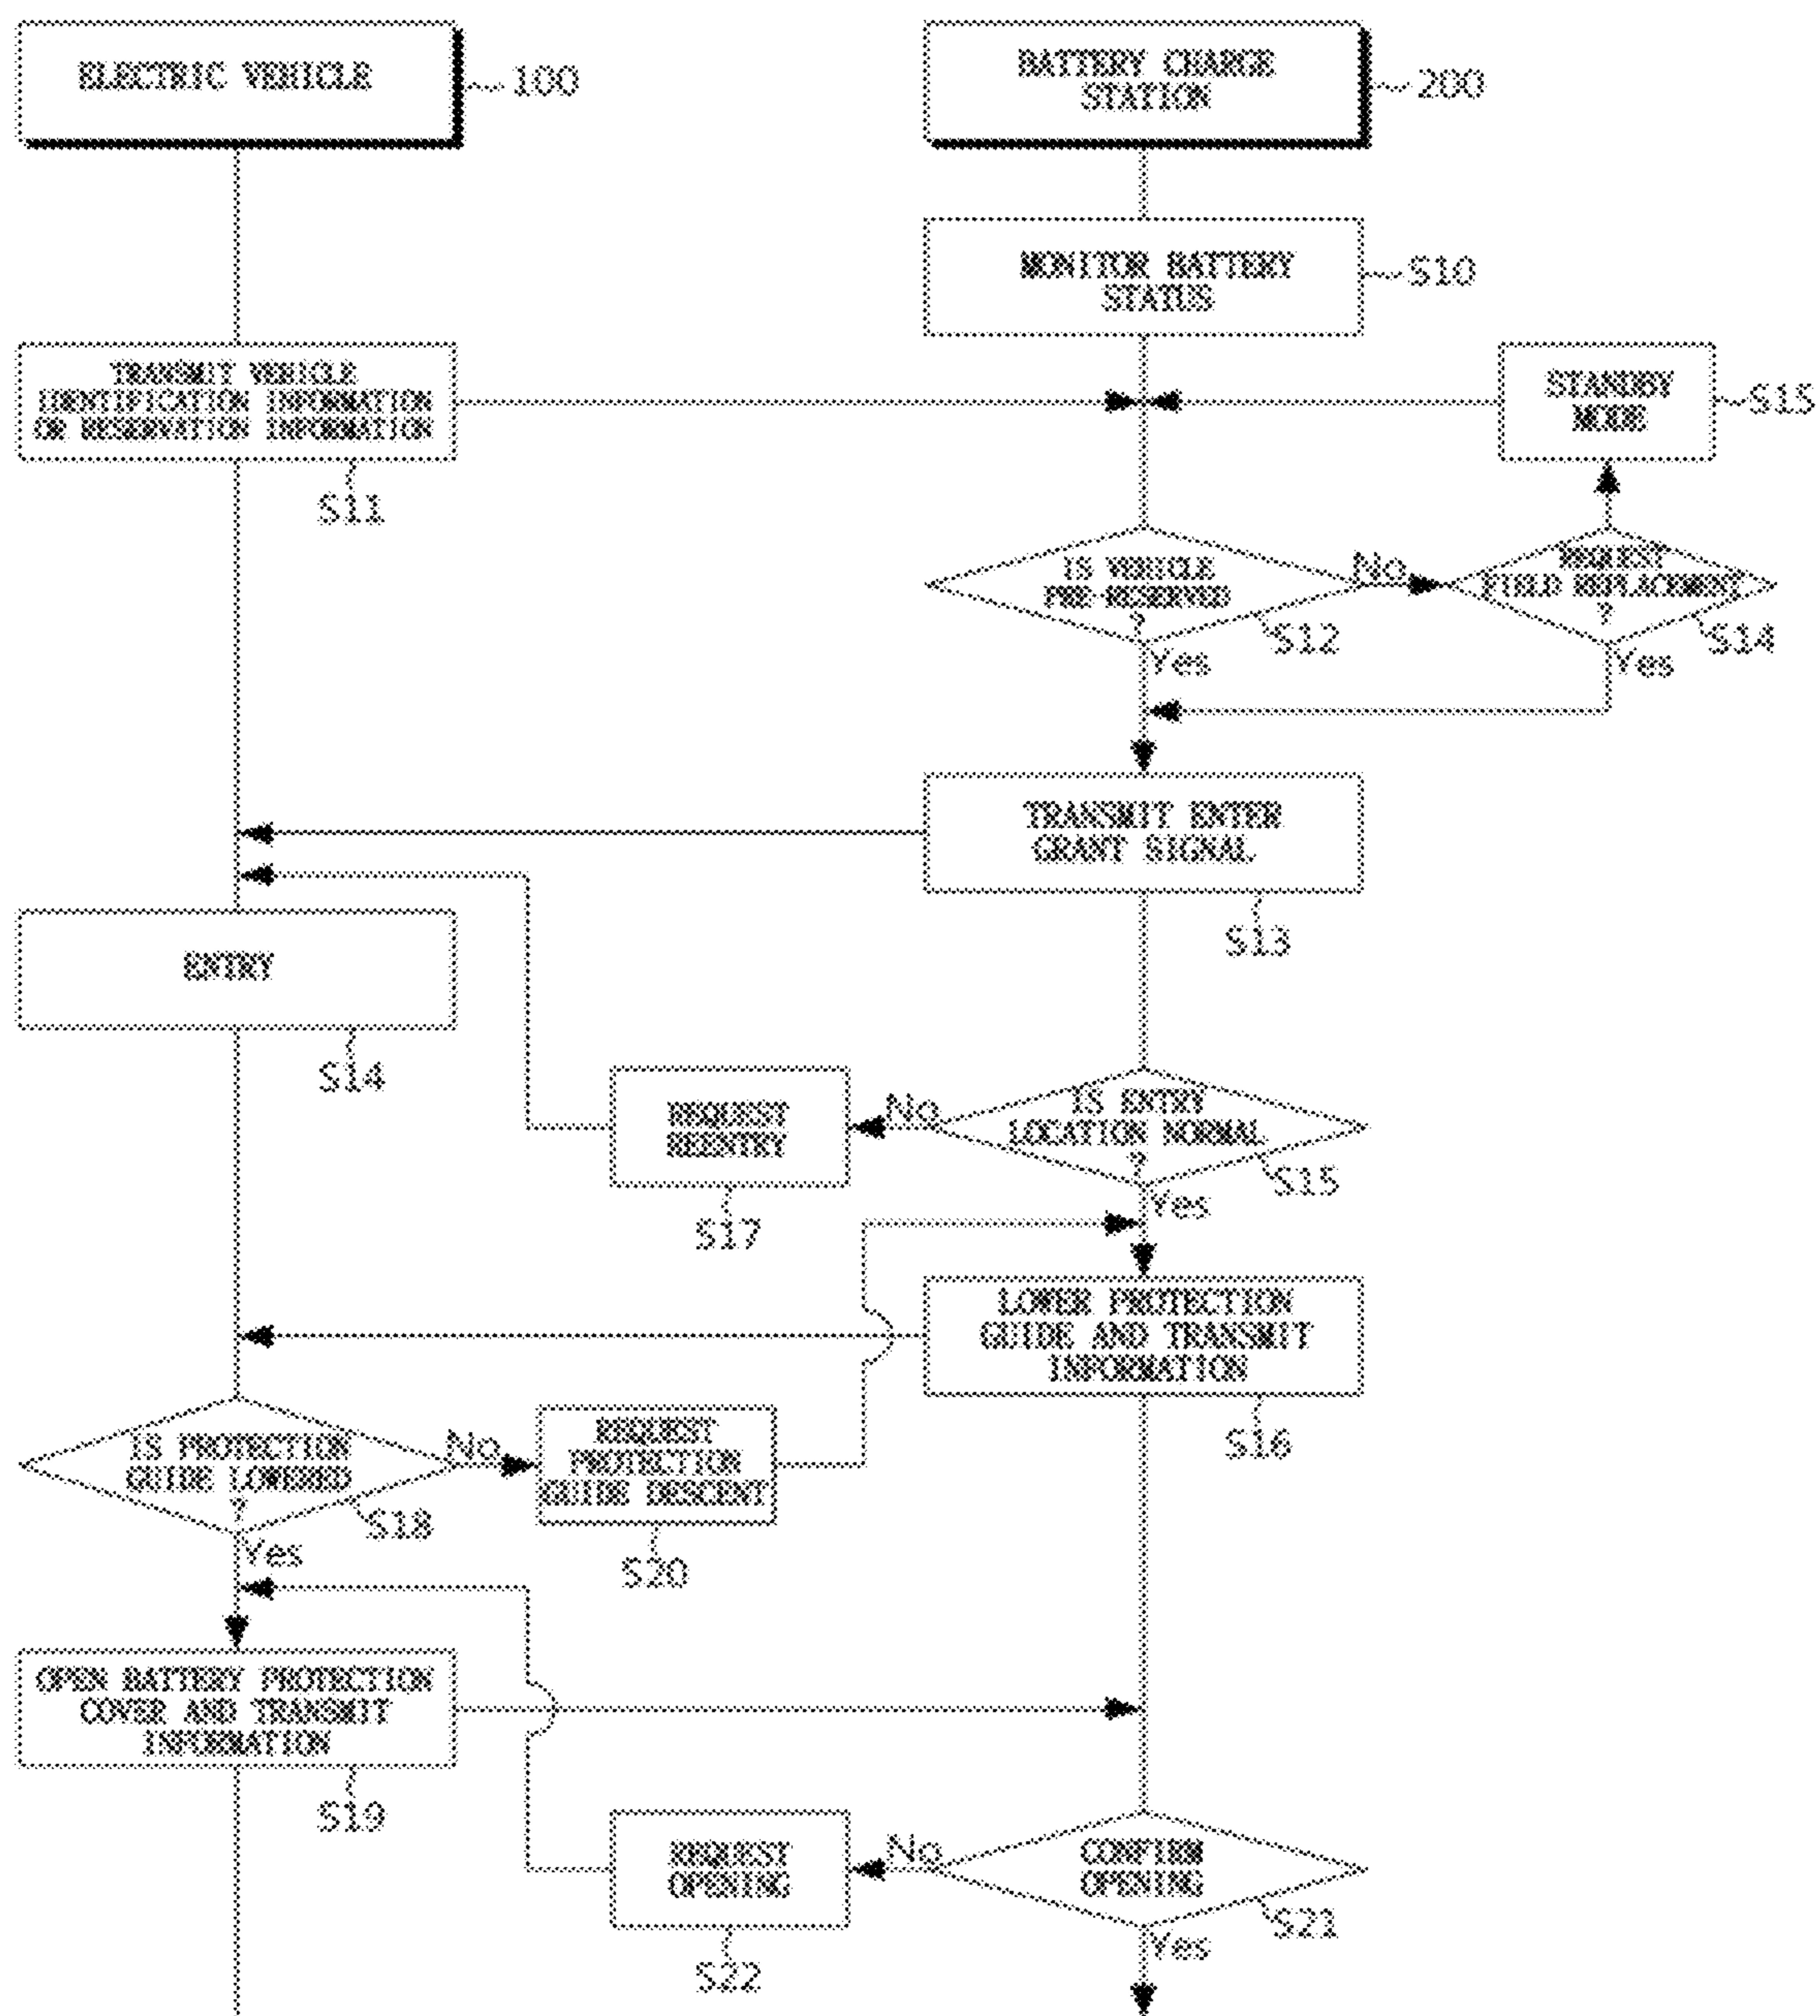 ELECTRIC VEHICLE
100
BATTERY CHARGE
STATION
200
MONITOR BATTERY
STATUS
S10
TRANSMIT VEHICLE
IDENTIFICATION INFORMATION
OR RESERVATION INFORMATION
S11
STANDBY
MODE
S15
IS VEHICLE
PRE-RESERVED
?
S12
No
Yes
REQUEST
FIELD REPLACEMENT
?
S14
Yes
TRANSMIT ENTER
GRANT SIGNAL
S13
ENTRY
S14
REQUEST
REENTRY
S17
No
IS ENTRY
LOCATION NORMAL
?
S15
Yes
LOWER PROTECTION
GUIDE AND TRANSMIT
INFORMATION
S16
IS PROTECTION
GUIDE LOWERED
?
S18
No
Yes
REQUEST
PROTECTION
GUIDE DESCENT
S20
OPEN BATTERY PROTECTION
COVER AND TRANSMIT
INFORMATION
S19
REQUEST
OPENING
S22
No
CONFIRM
OPENING
S21
Yes